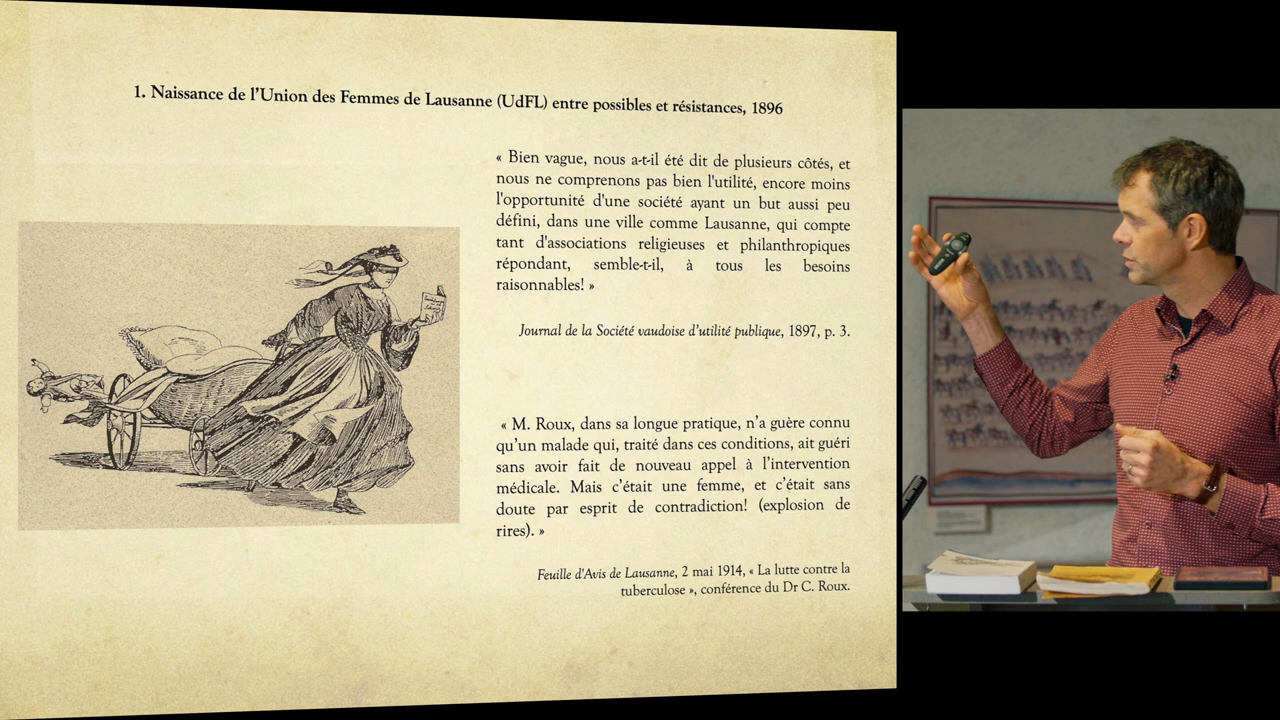 1. Naissance de l'Union des Femmes de Lausanne (UdFL) entre possibles et résistances, 1896
« Bien vague, nous a-t-il été dit de plusieurs côtés, et
nous ne comprenons pas bien l'utilité, encore moins
l'opportunité d'une société ayant un but aussi peu
défini, dans une ville comme Lausanne, qui compte
tant d'associations religieuses et philanthropiques
répondant, semble-t-il, à tous les besoins
raisonnables! »
Journal de la Société vaudoise d'utilité publique, 1897, p. 3.
« M. Roux, dans sa longue pratique, n'a guère connu
qu'un malade qui, traité dans ces conditions, ait guéri
sans avoir fait de nouveau appel à l'intervention
médicale. Mais c'était une femme, et c'était sans
doute par esprit de contradiction! (explosion de
rires). »
Feuille d'Avis de Lausanne, 2 mai 1914, « La lutte contre la
tuberculose », conférence du Dr C. Roux.